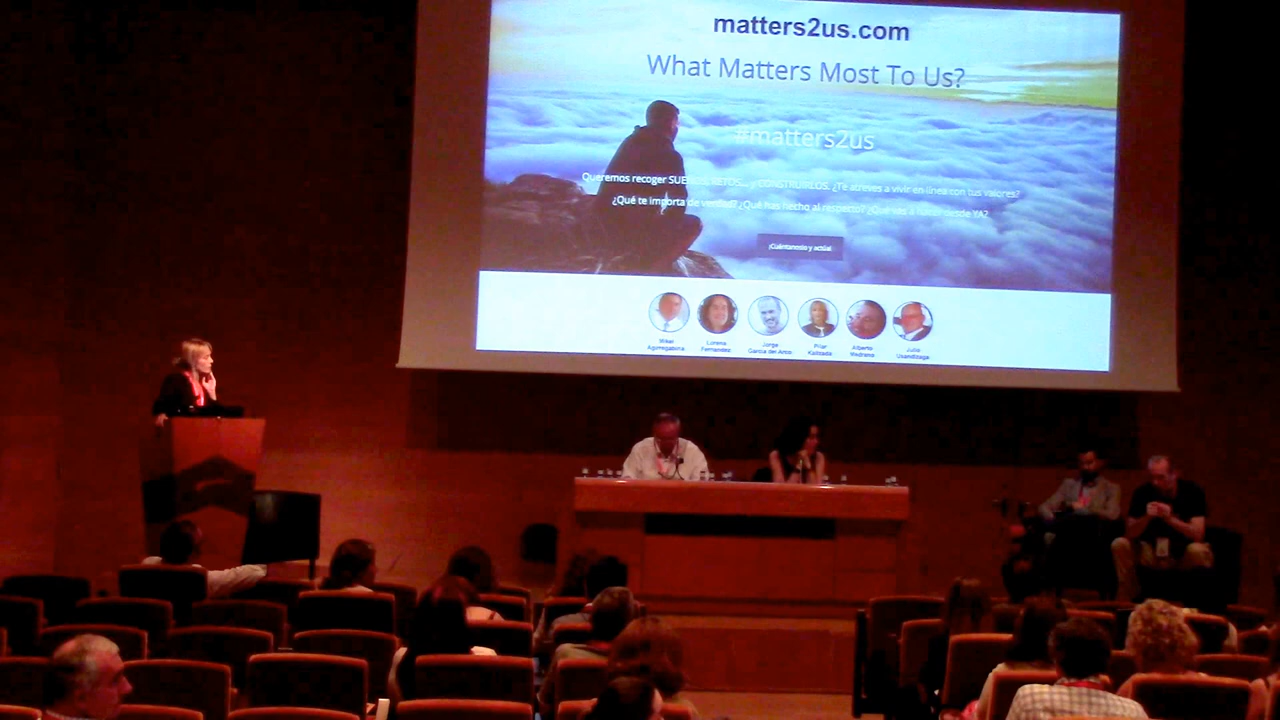 matters2us.com
What Matters Most To Us?
#matters2us
Queremos recoger SUEÑOS, RETOS... y CONSTRUIRLOS. ¿Te atreves a vivir en línea con tus valores?
¿Qué te importa de verdad? ¿Qué has hecho al respecto? ¿Qué vas a hacer desde YA?
¡Cuéntanoslo y actúa!
Mikel Lorena Jorge Pilar Alberto Julio
Fernandez Garcia del Arco Kaltzada Usandizaga